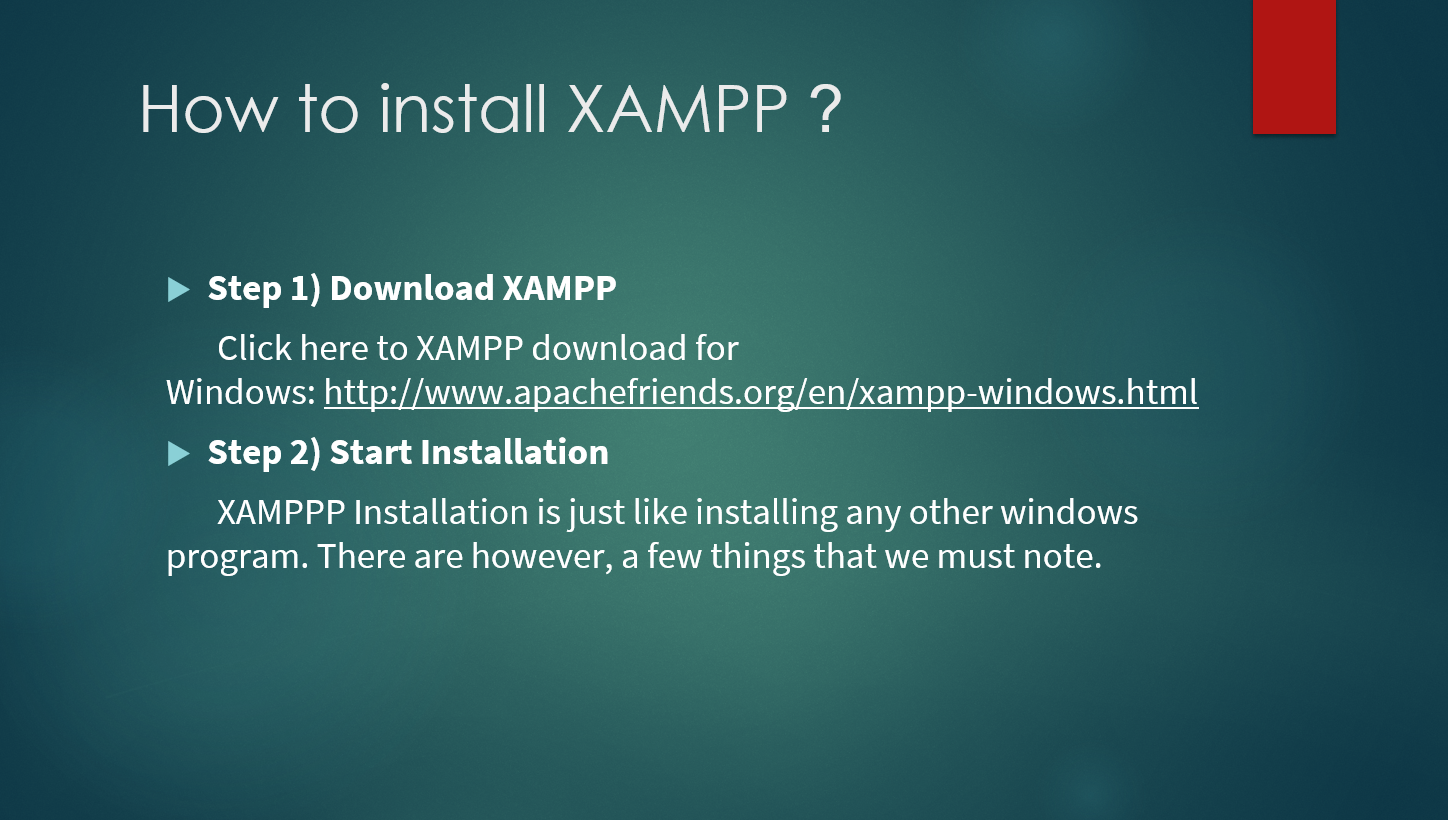 How to install XAMPP ?
Step 1) Download XAMPP
Click here to XAMPP download for
Windows: http://www.apachefriends.org/en/xampp-windows.html
Step 2) Start Installation
XAMPPP Installation is just like installing any other windows
program. There are however, a few things that we must note.